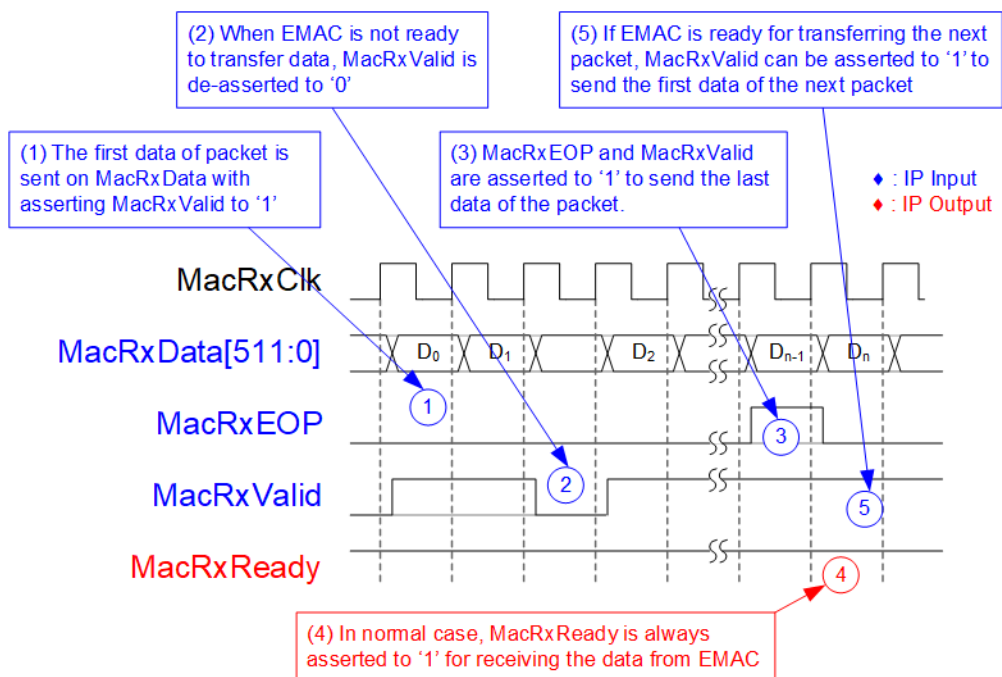 (2) When EMAC is not ready
to transfer data, MacRxValid is
de-asserted to ‘0’
(5) If EMAC is ready for transferring the next
packet, MacRxValid can be asserted to ‘1’ to
send the first data of the next packet
(1) The first data of packet is
sent on MacRxData with
asserting MacRxValid to ‘1’
(3) MacRxEOP and MacRxValid
are asserted to ‘1’ to send the last
data of the packet.
♦ : IP Input
♦ : IP Output
MacRxClk
MacRxData[511:0]
D0 D1 D2 Dn-1 Dn
1
MacRxEOP
3
MacRxValid
2
5
MacRxReady
4
(4) In normal case, MacRxReady is always
asserted to ‘1’ for receiving the data from EMAC